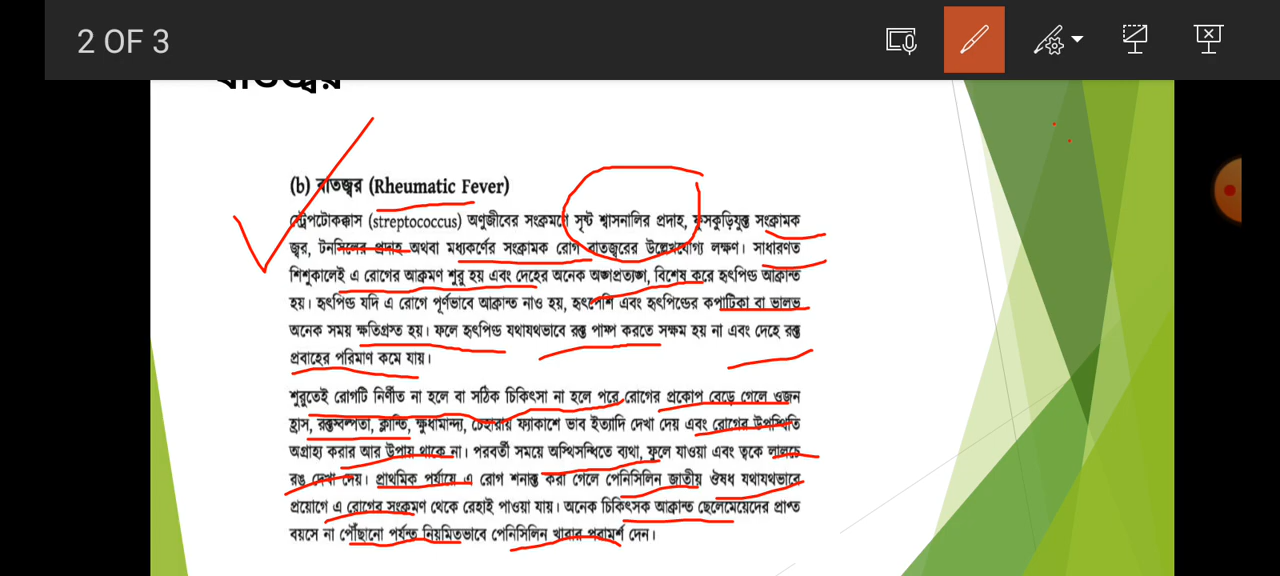 2 OF 3
বাতজ্বর
(b) বাতজ্বর (Rheumatic Fever)
স্ট্রেপটোকক্কাস (streptococcus) অণুজীবের সংক্রমণে সৃষ্ট শ্বাসনালির প্রদাহ, ফুসকুড়িযুক্ত সংক্রামক
জ্বর, টনসিলের প্রদাহ অথবা মধ্যকর্ণের সংক্রামক রোগ বাতজ্বরের উল্লেখযোগ্য লক্ষণ। সাধারণত
শিশুকালেই এ রোগের আক্রমণ শুরু হয় এবং দেহের অনেক অঙ্গপ্রত্যঙ্গ, বিশেষ করে হৃৎপিণ্ড আক্রান্ত
হয়। হৃৎপিণ্ড যদি এ রোগে পূর্ণভাবে আক্রান্ত নাও হয়, হৃৎপেশি এবং হৃৎপিণ্ডের কপাটিকা বা ভালভ
অনেক সময় ক্ষতিগ্রস্ত হয়। ফলে হৃৎপিণ্ড যথাযথভাবে রক্ত পাম্প করতে সক্ষম হয় না এবং দেহে রক্ত
প্রবাহের পরিমাণ কমে যায়।
শুরুতেই রোগটি নির্ণীত না হলে বা সঠিক চিকিৎসা না হলে পরে রোগের প্রকোপ বেড়ে গেলে ওজন
হ্রাস, রক্তস্বল্পতা, ক্লান্তি, ক্ষুধামান্দ্য, চেহারায় ফ্যাকাশে ভাব ইত্যাদি দেখা দেয় এবং রোগের উপস্থিতি
অগ্রাহ্য করার আর উপায় থাকে না। পরবর্তী সময়ে অস্থিসন্ধিতে ব্যথা, ফুলে যাওয়া এবং ত্বকে লালচে
রঙ দেখা দেয়। প্রাথমিক পর্যায়ে এ রোগ শনাক্ত করা গেলে পেনিসিলিন জাতীয় ঔষধ যথাযথভাবে
প্রয়োগে এ রোগের সংক্রমণ থেকে রেহাই পাওয়া যায়। অনেক চিকিৎসক আক্রান্ত ছেলেমেয়েদের প্রাপ্ত
বয়সে না পৌঁছানো পর্যন্ত নিয়মিতভাবে পেনিসিলিন খাবার পরামর্শ দেন।